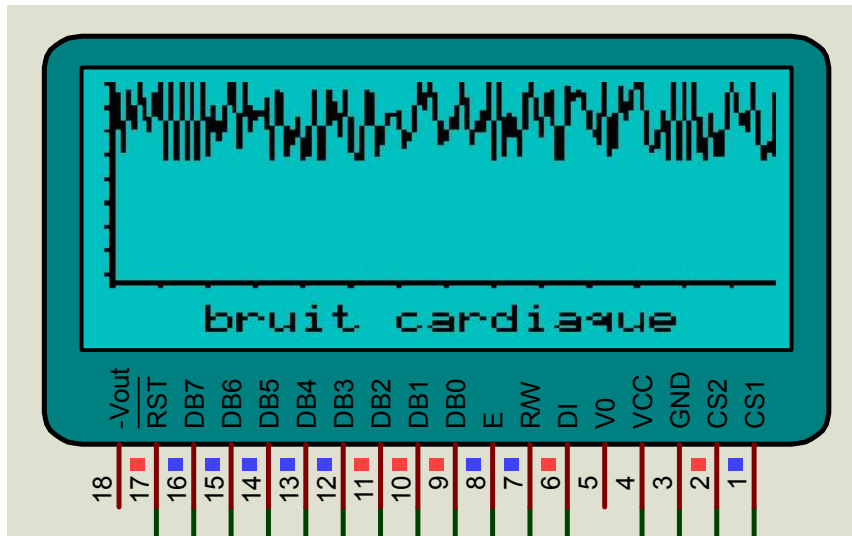 bruit cardiaque
-Vout RST DB7 DB6 DB5 DB4 DB3 DB2 DB1 DB0 E R/W DI V0 VCC GND CS2 CS1
18 17 16 15 14 13 12 11 10 9 8 7 6 5 4 3 2 1